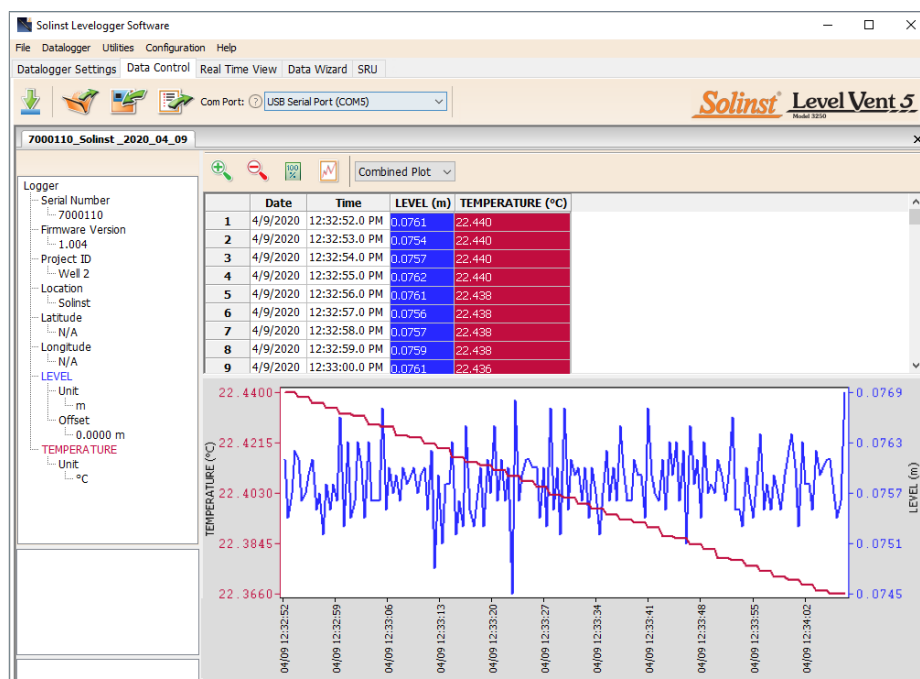 Solinst Levelogger Software
File Datalogger Utilities Configuration Help
Datalogger Settings Data Control Real Time View Data Wizard SRU
Com Port: ? USB Serial Port (COM5)
Solinst® LevelVent 5
Model 3250
7000110_Solinst _2020_04_09
100 %
Combined Plot
Logger
Serial Number
7000110
Firmware Version
1.004
Project ID
Well 2
Location
Solinst
Latitude
N/A
Longitude
N/A
LEVEL
Unit
m
Offset
0.0000 m
TEMPERATURE
Unit
°C
Date Time LEVEL (m) TEMPERATURE (°C)
1 4/9/2020 12:32:52.0 PM 0.0761 22.440
2 4/9/2020 12:32:53.0 PM 0.0754 22.440
3 4/9/2020 12:32:54.0 PM 0.0757 22.440
4 4/9/2020 12:32:55.0 PM 0.0762 22.440
5 4/9/2020 12:32:56.0 PM 0.0761 22.438
6 4/9/2020 12:32:57.0 PM 0.0756 22.438
7 4/9/2020 12:32:58.0 PM 0.0757 22.438
8 4/9/2020 12:32:59.0 PM 0.0759 22.438
9 4/9/2020 12:33:00.0 PM 0.0761 22.436
TEMPERATURE (°C)
22.4400
22.4215
22.4030
22.3845
22.3660
0.0769
0.0763
0.0757
0.0751
0.0745
LEVEL (m)
04/09 12:32:52
04/09 12:32:59
04/09 12:33:06
04/09 12:33:13
04/09 12:33:20
04/09 12:33:27
04/09 12:33:34
04/09 12:33:41
04/09 12:33:48
04/09 12:33:55
04/09 12:34:02